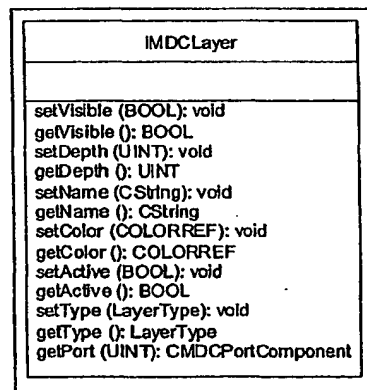 IMDCLayer
setVisible (BOOL): void
getVisible (): BOOL
setDepth (UINT): void
getDepth (): UINT
setName (CString): void
getName (): CString
setColor (COLORREF): void
getColor (): COLORREF
setActive (BOOL): void
getActive (): BOOL
setType (LayerType): void
getType (): LayerType
getPort (UINT): CMDCPortComponent